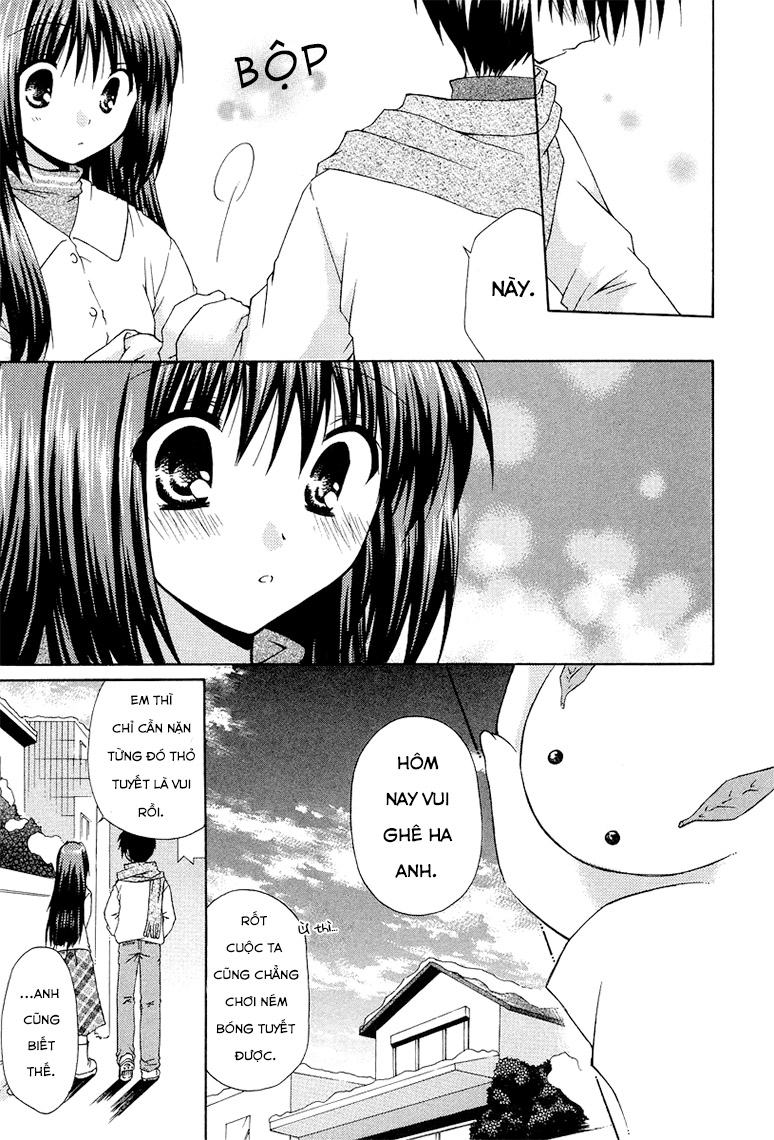 BỘP
NÀY.
HÔM
NAY VUI
GHÊ HA
ANH.
Ừ thì...
RỐT
CUỘC TA
CŨNG CHẲNG
CHƠI NÉM
BÓNG TUYẾT
ĐƯỢC.
EM THÌ
CHỈ CẦN NẶN
TỪNG ĐÓ THỎ
TUYẾT LÀ VUI
RỒI.
...ANH
CŨNG
BIẾT
THẾ.